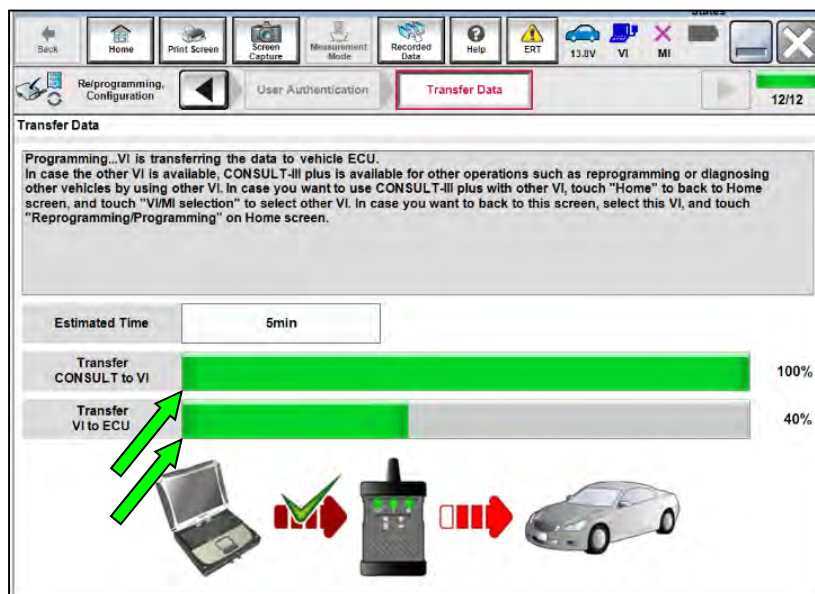 States
Back
Home
Print Screen
Screen
Capture
Measurement
Mode
Recorded
Data
Help
ERT
13.8V
VI
MI
Re/programming,
Configuration
User Authentication
Transfer Data
12/12
Transfer Data
Programming...VI is transferring the data to vehicle ECU.
In case the other VI is available, CONSULT-III plus is available for other operations such as reprogramming or diagnosing
other vehicles by using other VI. In case you want to use CONSULT-III plus with other VI, touch "Home" to back to Home
screen, and touch "VI/MI selection" to select other VI. In case you want to back to this screen, select this VI, and touch
"Reprogramming/Programming" on Home screen.
Estimated Time
5min
Transfer
CONSULT to VI
100%
Transfer
VI to ECU
40%